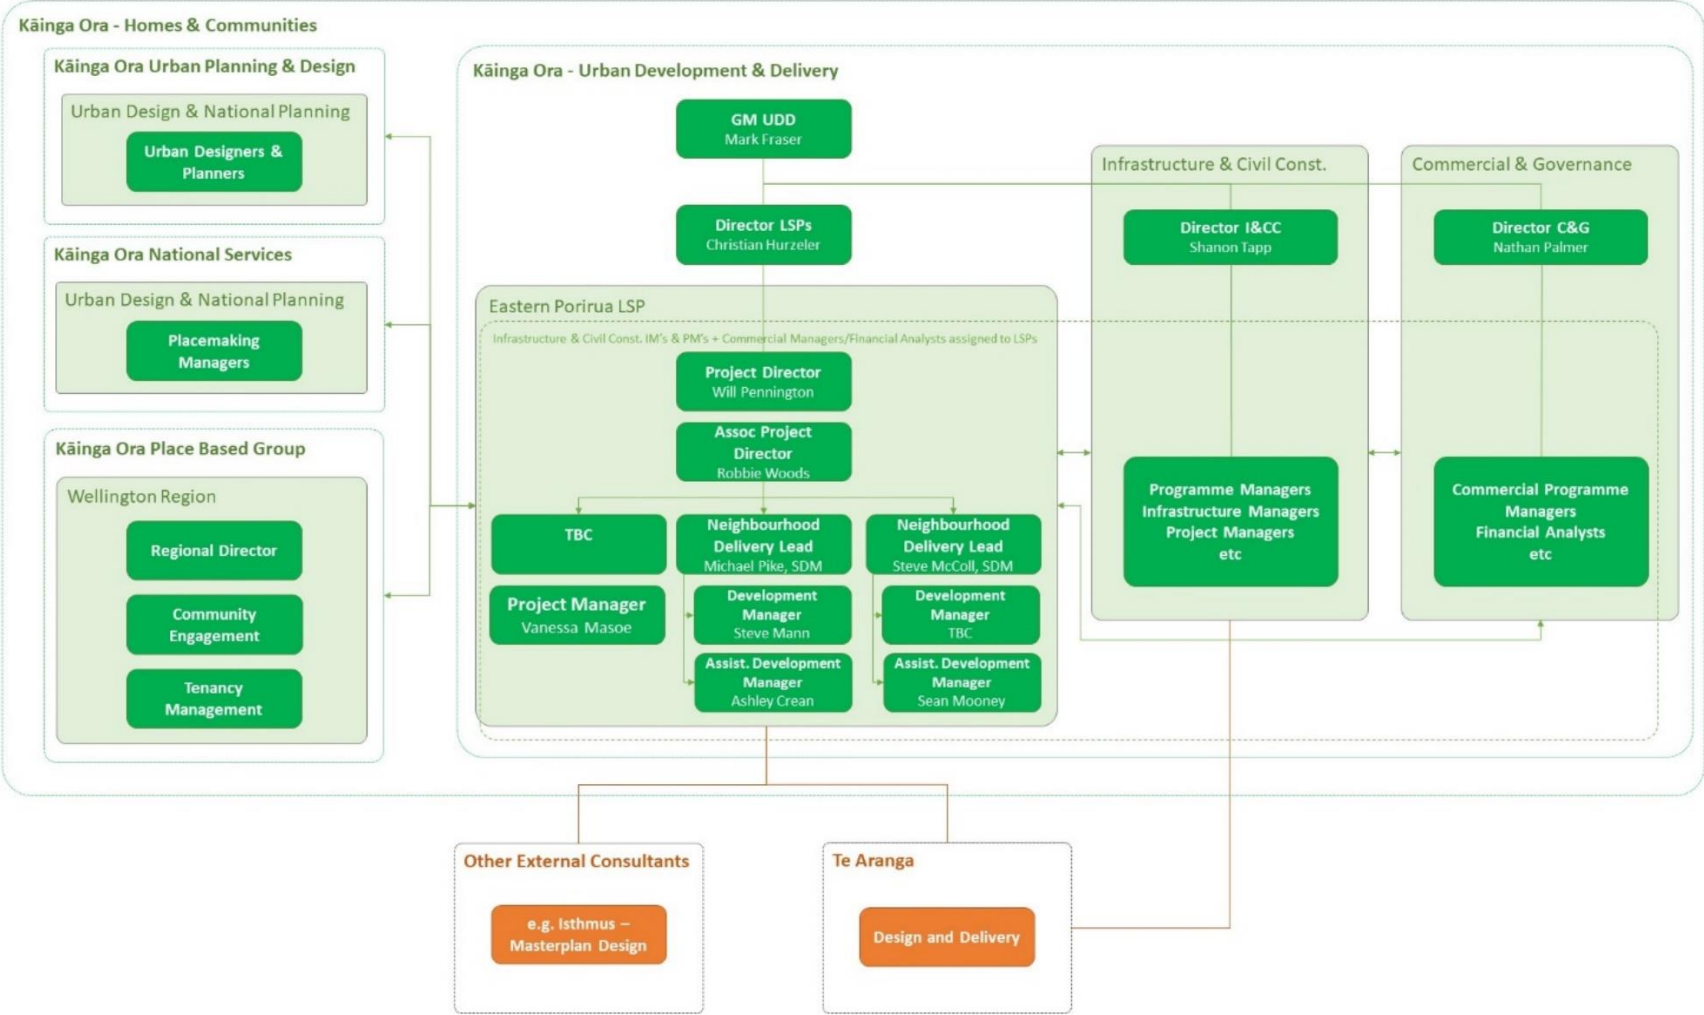 Kāinga Ora - Homes & Communities
Kāinga Ora Urban Planning & Design
Urban Design & National Planning
Urban Designers &
Planners
Kāinga Ora National Services
Urban Design & National Planning
Placemaking
Managers
Kāinga Ora Place Based Group
Wellington Region
Regional Director
Community
Engagement
Tenancy
Management
Kāinga Ora - Urban Development & Delivery
GM UDD
Mark Fraser
Director LSPs
Christian Hurzeler
Eastern Porirua LSP
Infrastructure & Civil Const. IM's & PM's + Commercial Managers/Financial Analysts assigned to LSPs
Project Director
Will Pennington
Assoc Project
Director
Robbie Woods
TBC
Project Manager
Vanessa Masoe
Neighbourhood
Delivery Lead
Michael Pike, SDM
Development
Manager
Steve Mann
Assist. Development
Manager
Ashley Crean
Neighbourhood
Delivery Lead
Steve McColl, SDM
Development
Manager
TBC
Assist. Development
Manager
Sean Mooney
Infrastructure & Civil Const.
Director I&CC
Shanon Tapp
Programme Managers
Infrastructure Managers
Project Managers
etc
Commercial & Governance
Director C&G
Nathan Palmer
Commercial Programme
Managers
Financial Analysts
etc
Other External Consultants
e.g. Isthmus –
Masterplan Design
Te Aranga
Design and Delivery